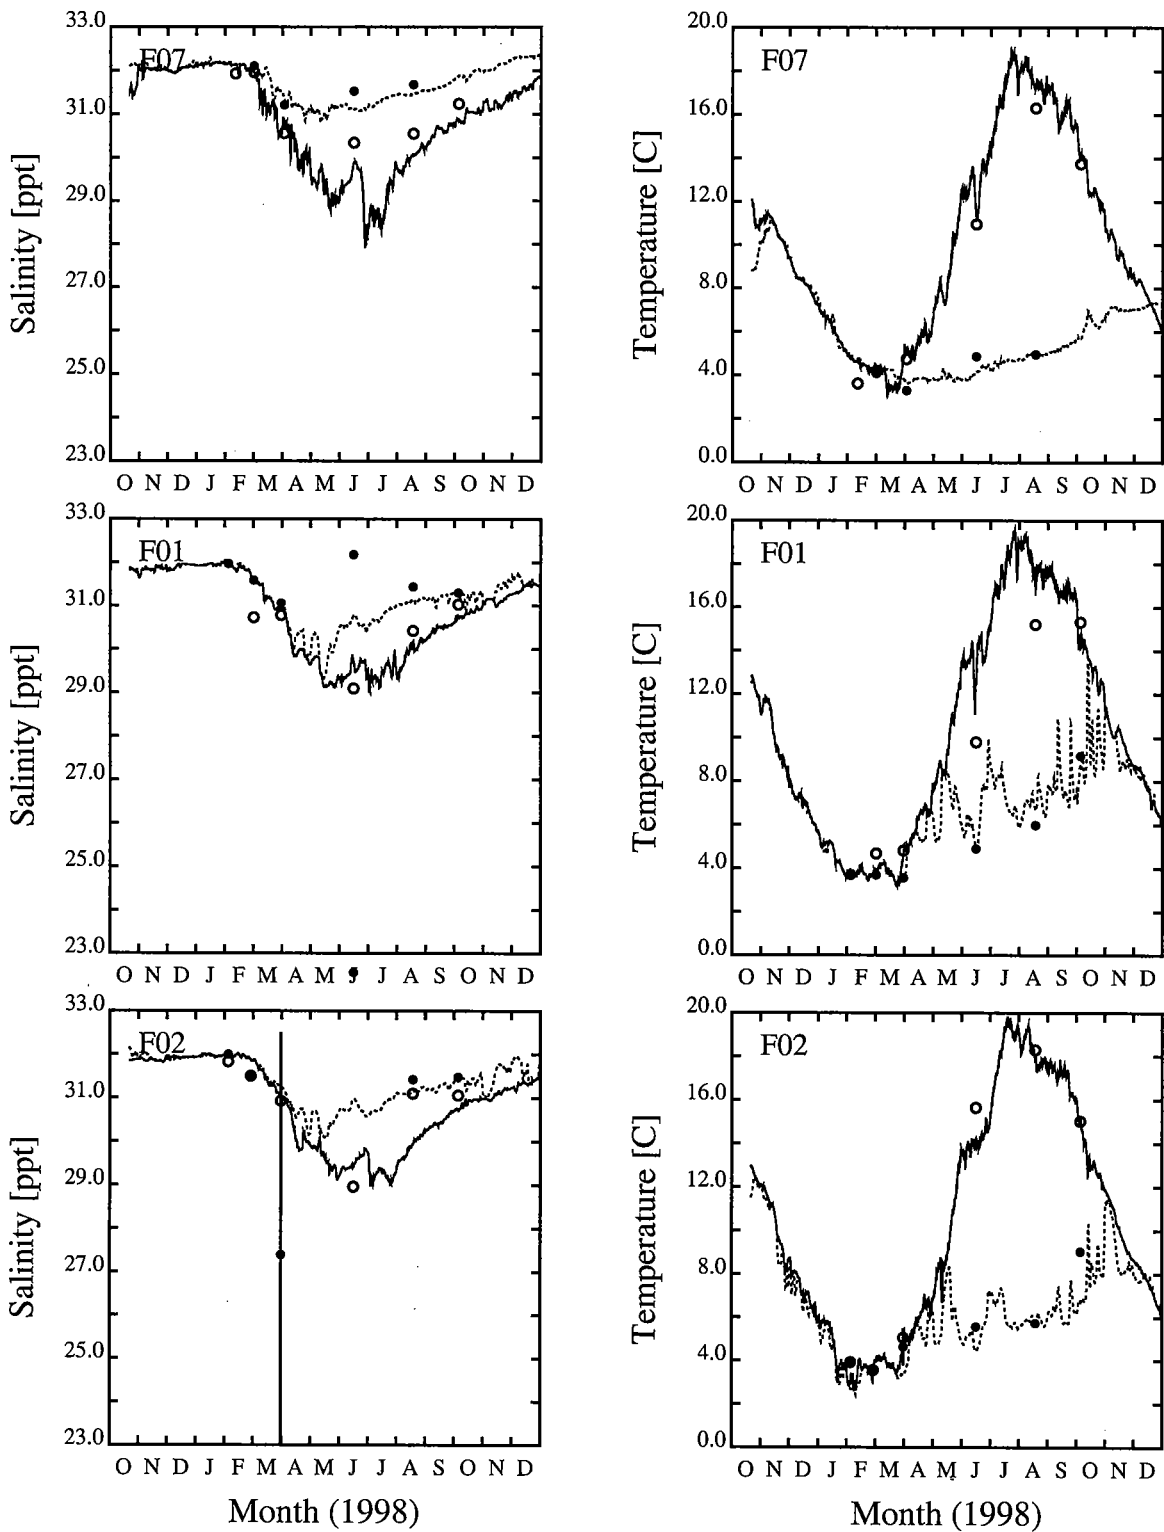 33.0
F07
31.0
29.0
27.0
25.0
23.0
Salinity [ppt]
O N D J F M A M J J A S O N D
20.0
F07
16.0
12.0
8.0
4.0
0.0
Temperature [C]
O N D J F M A M J J A S O N D
33.0
F01
31.0
29.0
27.0
25.0
23.0
Salinity [ppt]
O N D J F M A M J J A S O N D
20.0
F01
16.0
12.0
8.0
4.0
0.0
Temperature [C]
O N D J F M A M J J A S O N D
33.0
F02
31.0
29.0
27.0
25.0
23.0
Salinity [ppt]
O N D J F M A M J J A S O N D
Month (1998)
20.0
F02
16.0
12.0
8.0
4.0
0.0
Temperature [C]
O N D J F M A M J J A S O N D
Month (1998)